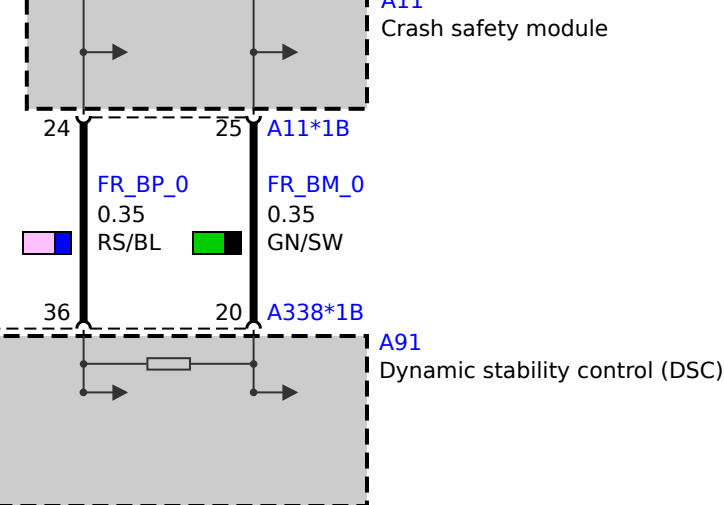 A11
Crash safety module
24
25
A11*1B
FR_BP_0
0.35
RS/BL
FR_BM_0
0.35
GN/SW
36
20
A338*1B
A91
Dynamic stability control (DSC)